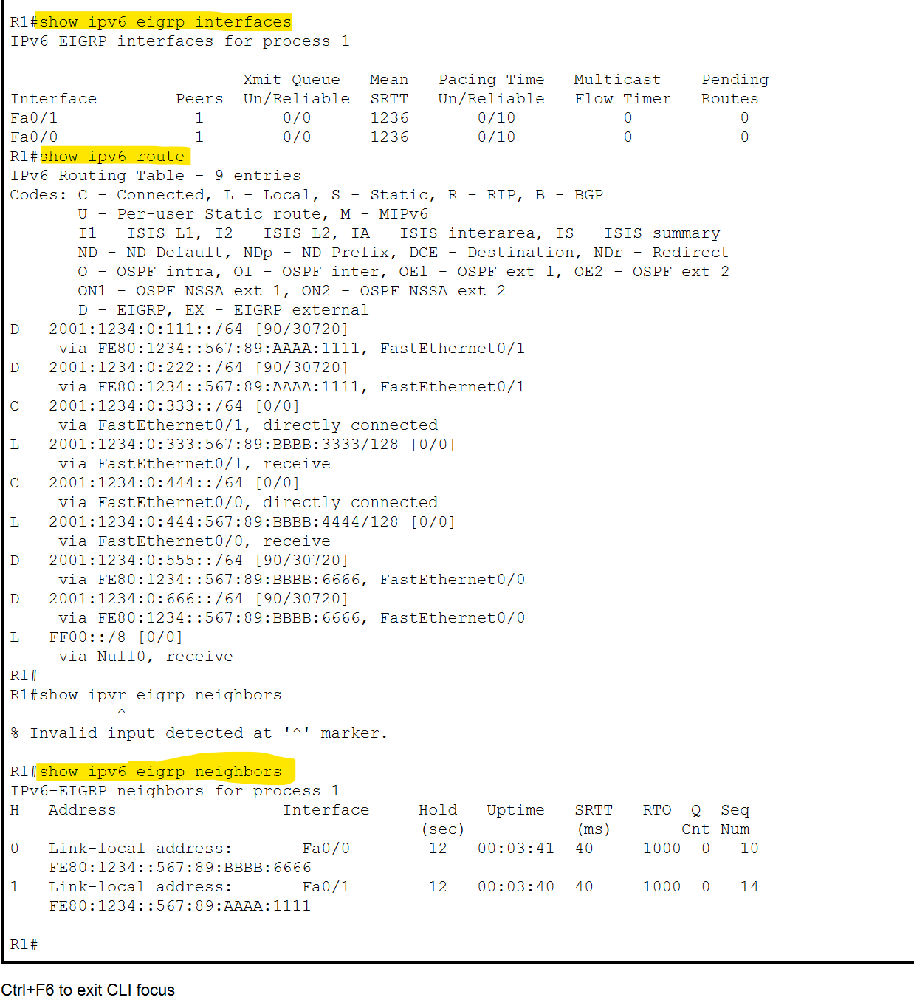 R1#show ipv6 eigrp interfaces
IPv6-EIGRP interfaces for process 1
Xmit Queue Mean Pacing Time Multicast Pending
Interface Peers Un/Reliable SRTT Un/Reliable Flow Timer Routes
Fa0/1 1 0/0 1236 0/10 0 0
Fa0/0 1 0/0 1236 0/10 0 0
R1#show ipv6 route
IPv6 Routing Table - 9 entries
Codes: C - Connected, L - Local, S - Static, R - RIP, B - BGP
U - Per-user Static route, M - MIPv6
I1 - ISIS L1, I2 - ISIS L2, IA - ISIS interarea, IS - ISIS summary
ND - ND Default, NDp - ND Prefix, DCE - Destination, NDr - Redirect
O - OSPF intra, OI - OSPF inter, OE1 - OSPF ext 1, OE2 - OSPF ext 2
ON1 - OSPF NSSA ext 1, ON2 - OSPF NSSA ext 2
D - EIGRP, EX - EIGRP external
D 2001:1234:0:111::/64 [90/30720]
via FE80:1234::567:89:AAAA:1111, FastEthernet0/1
D 2001:1234:0:222::/64 [90/30720]
via FE80:1234::567:89:AAAA:1111, FastEthernet0/1
C 2001:1234:0:333::/64 [0/0]
via FastEthernet0/1, directly connected
L 2001:1234:0:333:567:89:BBBB:3333/128 [0/0]
via FastEthernet0/1, receive
C 2001:1234:0:444::/64 [0/0]
via FastEthernet0/0, directly connected
L 2001:1234:0:444:567:89:BBBB:4444/128 [0/0]
via FastEthernet0/0, receive
D 2001:1234:0:555::/64 [90/30720]
via FE80:1234::567:89:BBBB:6666, FastEthernet0/0
D 2001:1234:0:666::/64 [90/30720]
via FE80:1234::567:89:BBBB:6666, FastEthernet0/0
L FF00::/8 [0/0]
via Null0, receive
R1#
R1#show ipvr eigrp neighbors
^
% Invalid input detected at '^' marker.
R1#show ipv6 eigrp neighbors
IPv6-EIGRP neighbors for process 1
H Address Interface Hold Uptime SRTT RTO Q Seq
(sec) (ms) Cnt Num
0 Link-local address: Fa0/0 12 00:03:41 40 1000 0 10
FE80:1234::567:89:BBBB:6666
1 Link-local address: Fa0/1 12 00:03:40 40 1000 0 14
FE80:1234::567:89:AAAA:1111
R1#
Ctrl+F6 to exit CLI focus